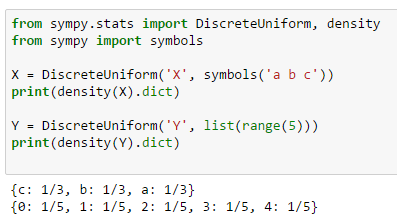 from sympy.stats import DiscreteUniform, density
from sympy import symbols
X = DiscreteUniform('X', symbols('a b c'))
print(density(X).dict)
Y = DiscreteUniform('Y', list(range(5)))
print(density(Y).dict)
{c: 1/3, b: 1/3, a: 1/3}
{0: 1/5, 1: 1/5, 2: 1/5, 3: 1/5, 4: 1/5}